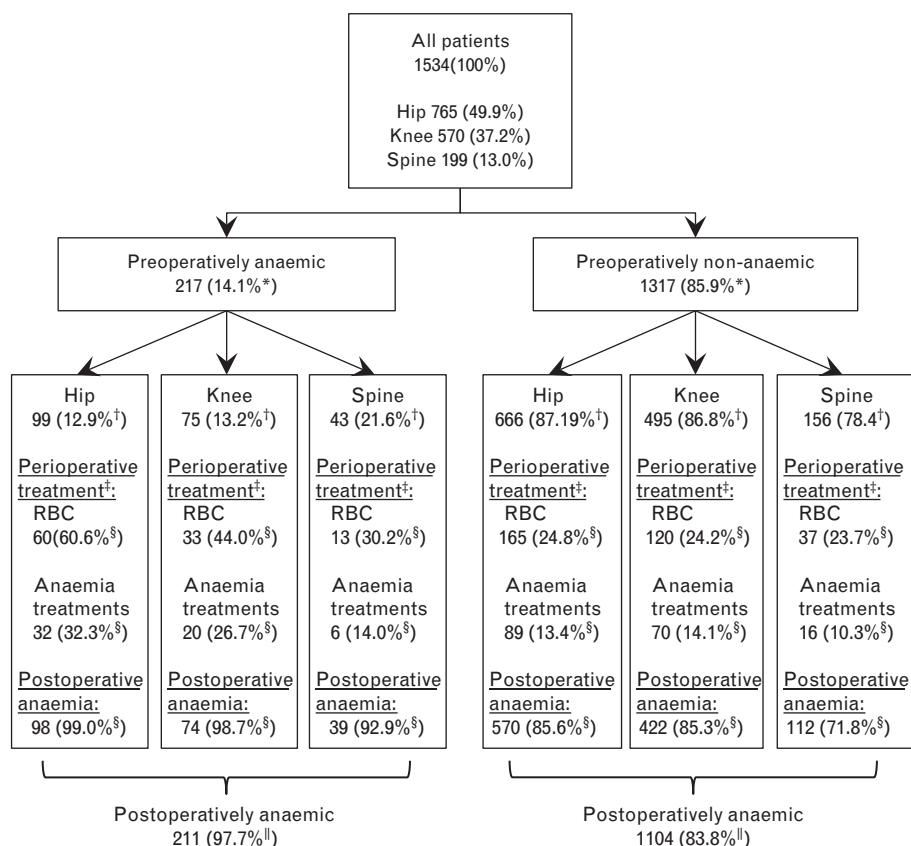 All patients
1534(100%)
Hip 765 (49.9%)
Knee 570 (37.2%)
Spine 199 (13.0%)
Preoperatively anaemic
217 (14.1%*)
Preoperatively non-anaemic
1317 (85.9%*)
Hip
99 (12.9%†)
Perioperative
treatment‡:
RBC
60(60.6%§)
Anaemia
treatments
32 (32.3%§)
Postoperative
anaemia:
98 (99.0%§)
Knee
75 (13.2%†)
Perioperative
treatment‡:
RBC
33 (44.0%§)
Anaemia
treatments
20 (26.7%§)
Postoperative
anaemia:
74 (98.7%§)
Spine
43 (21.6%†)
Perioperative
treatment‡:
RBC
13 (30.2%§)
Anaemia
treatments
6 (14.0%§)
Postoperative
anaemia:
39 (92.9%§)
Hip
666 (87.19%†)
Perioperative
treatment‡:
RBC
165 (24.8%§)
Anaemia
treatments
89 (13.4%§)
Postoperative
anaemia:
570 (85.6%§)
Knee
495 (86.8%†)
Perioperative
treatment‡:
RBC
120 (24.2%§)
Anaemia
treatments
70 (14.1%§)
Postoperative
anaemia:
422 (85.3%§)
Spine
156 (78.4†)
Perioperative
treatment‡:
RBC
37 (23.7%§)
Anaemia
treatments
16 (10.3%§)
Postoperative
anaemia:
112 (71.8%§)
Postoperatively anaemic
211 (97.7%||)
Postoperatively anaemic
1104 (83.8%||)